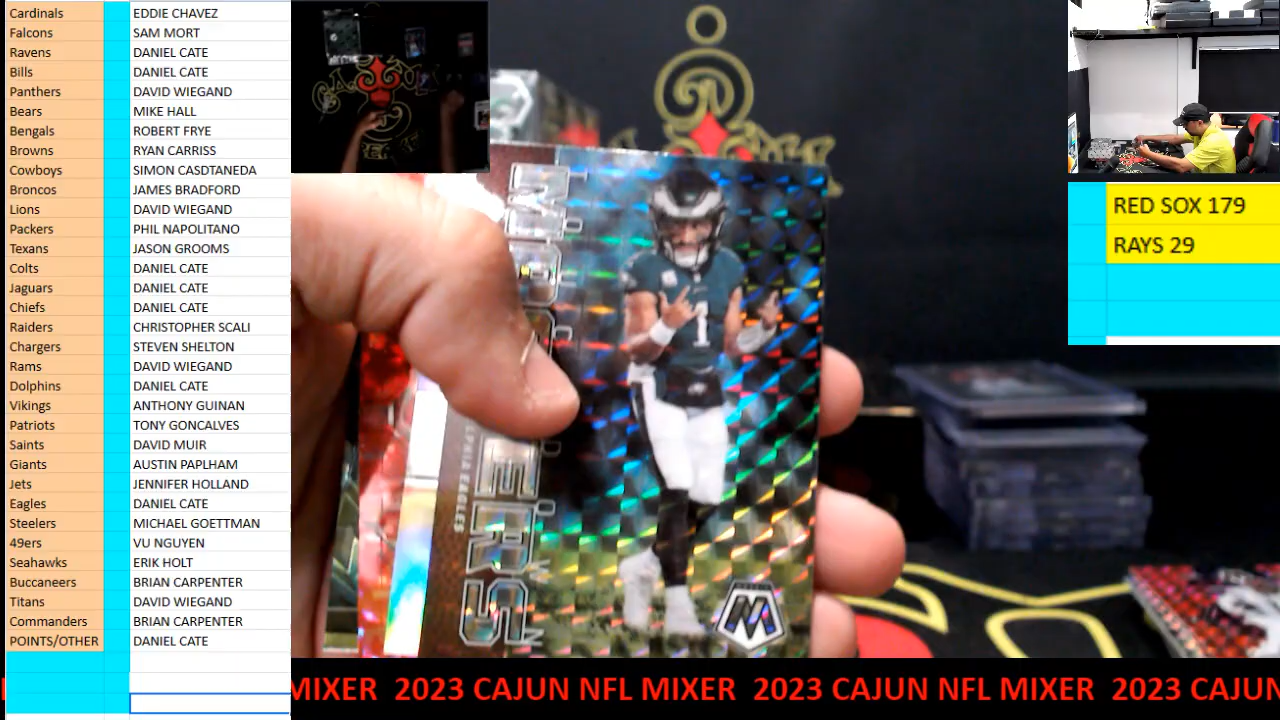 Cardinals EDDIE CHAVEZ
Falcons SAM MORT
Ravens DANIEL CATE
Bills DANIEL CATE
Panthers DAVID WIEGAND
Bears MIKE HALL
Bengals ROBERT FRYE
Browns RYAN CARRISS
Cowboys SIMON CASDTANEDA
Broncos JAMES BRADFORD
Lions DAVID WIEGAND
Packers PHIL NAPOLITANO
Texans JASON GROOMS
Colts DANIEL CATE
Jaguars DANIEL CATE
Chiefs DANIEL CATE
Raiders CHRISTOPHER SCALI
Chargers STEVEN SHELTON
Rams DAVID WIEGAND
Dolphins DANIEL CATE
Vikings ANTHONY GUINAN
Patriots TONY GONCALVES
Saints DAVID MUIR
Giants AUSTIN PAPLHAM
Jets JENNIFER HOLLAND
Eagles DANIEL CATE
Steelers MICHAEL GOETTMAN
49ers VU NGUYEN
Seahawks ERIK HOLT
Buccaneers BRIAN CARPENTER
Titans DAVID WIEGAND
Commanders BRIAN CARPENTER
POINTS/OTHER DANIEL CATE
RED SOX 179
RAYS 29
EAGLES
1
M
MIXER 2023 CAJUN NFL MIXER 2023 CAJUN NFL MIXER 2023 CAJUN